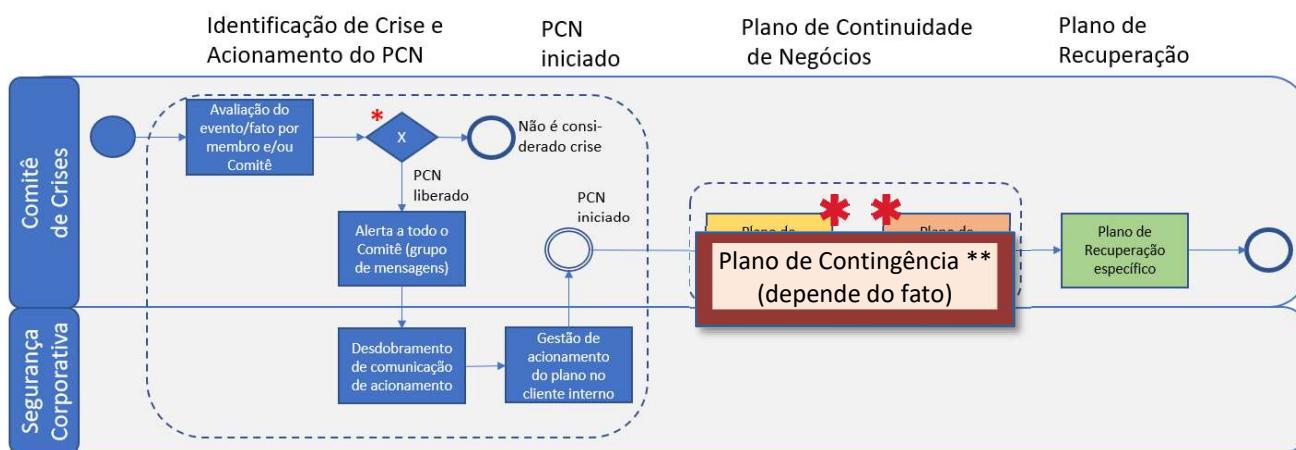 Identificação de Crise e
Acionamento do PCN
PCN
iniciado
Plano de Continuidade
de Negócios
Plano de
Recuperação
Comitê
de Crises
Avaliação do
evento/fato por
membro e/ou
Comitê
*
X
Não é consi-
derado crise
PCN
liberado
Alerta a todo o
Comitê (grupo
de mensagens)
PCN
iniciado
Plano de
Plano de
Plano de Contingência **
(depende do fato)
Plano de
Recuperação
específico
Segurança
Corporativa
Desdobramento
de comunicação
de acionamento
Gestão de
acionamento
do plano no
cliente interno